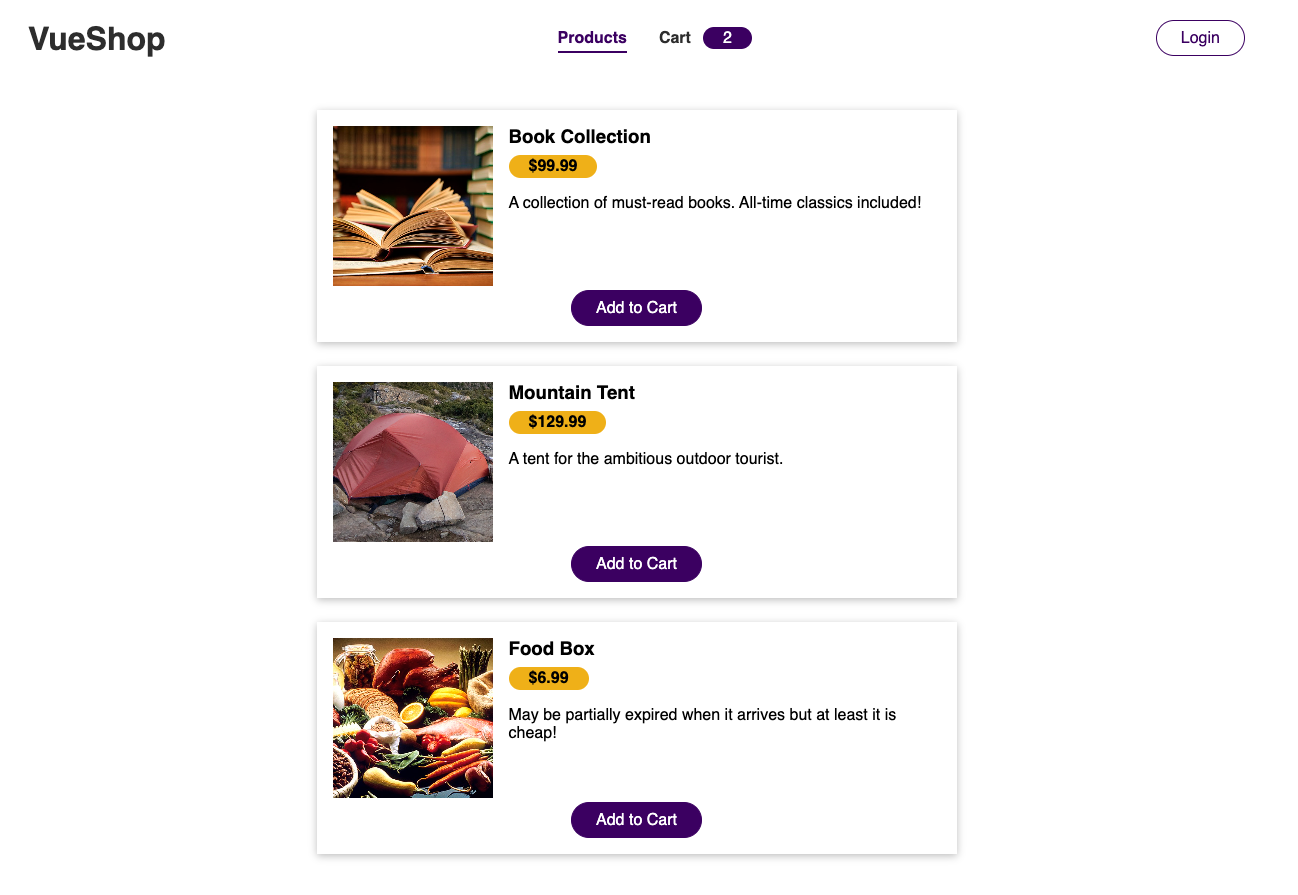 VueShop
Products
Cart 2
Login
Book Collection
$99.99
A collection of must-read books. All-time classics included!
Add to Cart
Mountain Tent
$129.99
A tent for the ambitious outdoor tourist.
Add to Cart
Food Box
$6.99
May be partially expired when it arrives but at least it is
cheap!
Add to Cart